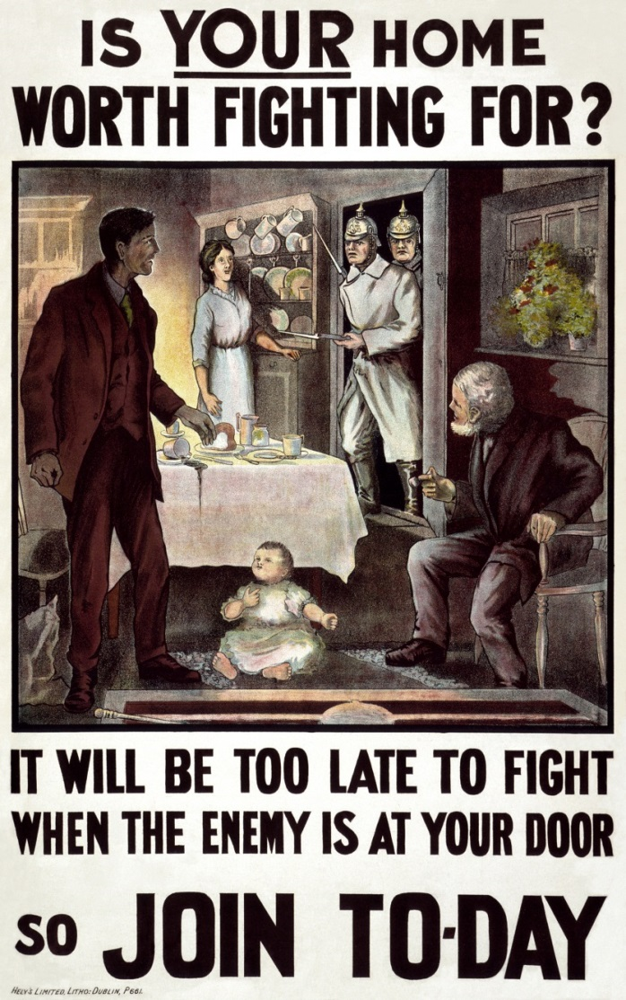 IS YOUR HOME
WORTH FIGHTING FOR?
IT WILL BE TOO LATE TO FIGHT
WHEN THE ENEMY IS AT YOUR DOOR
SO JOIN TO-DAY
HELY'S LIMITED, LITHO: DUBLIN, P661.